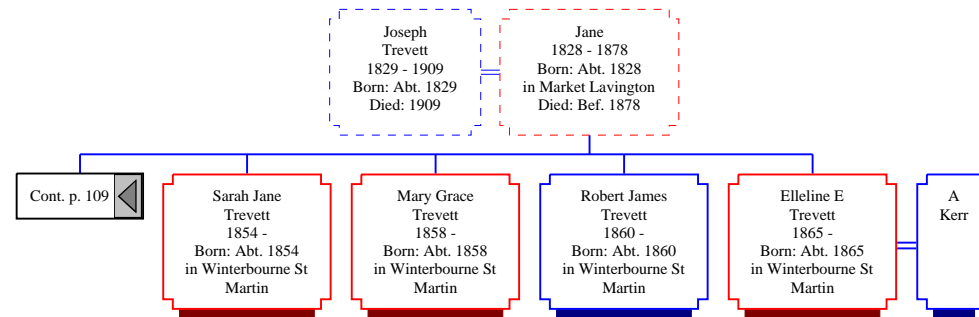 Joseph
Trevett
1829 - 1909
Born: Abt. 1829
Died: 1909
Jane
1828 - 1878
Born: Abt. 1828
in Market Lavington
Died: Bef. 1878
Cont. p. 109
Sarah Jane
Trevett
1854 -
Born: Abt. 1854
in Winterbourne St
Martin
Mary Grace
Trevett
1858 -
Born: Abt. 1858
in Winterbourne St
Martin
Robert James
Trevett
1860 -
Born: Abt. 1860
in Winterbourne St
Martin
Elleline E
Trevett
1865 -
Born: Abt. 1865
in Winterbourne St
Martin
A
Kerr